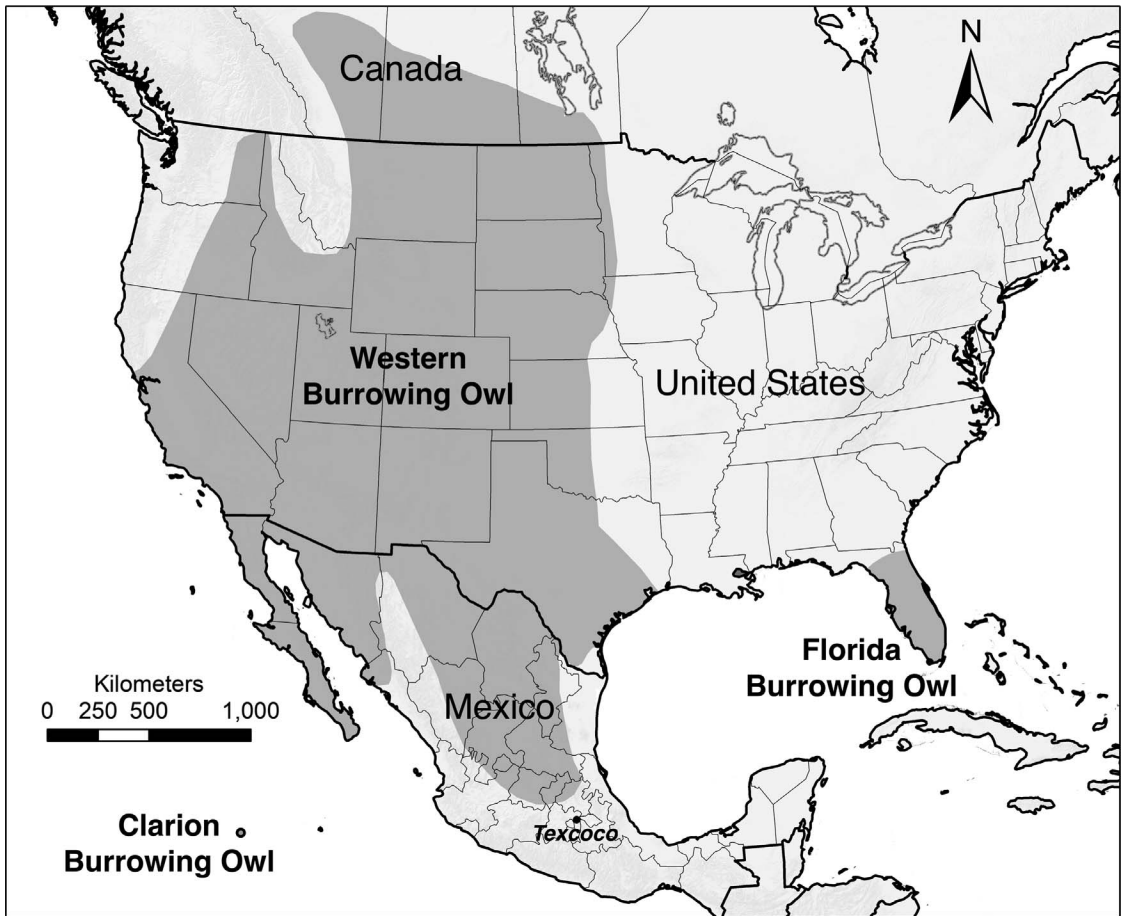 Canada
N
Western
Burrowing Owl
United States
Florida
Burrowing Owl
Kilometers
0 250 500 1,000
Mexico
Clarion
Burrowing Owl
Texcoco